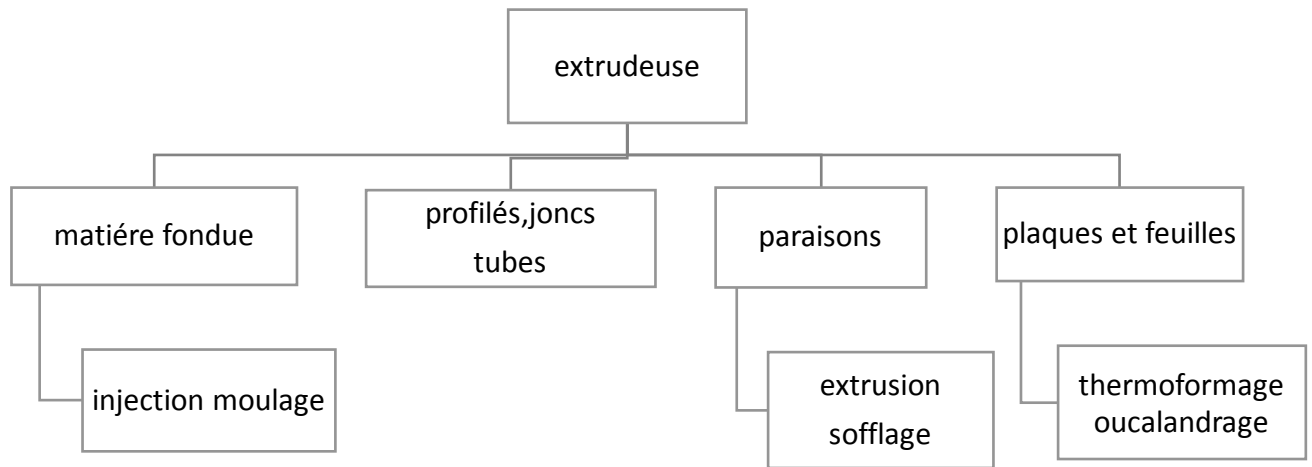 extrudeuse
matiére fondue
profilés,joncs
tubes
paraisons
plaques et feuilles
injection moulage
extrusion
sofflage
thermoformage
oucalandrage